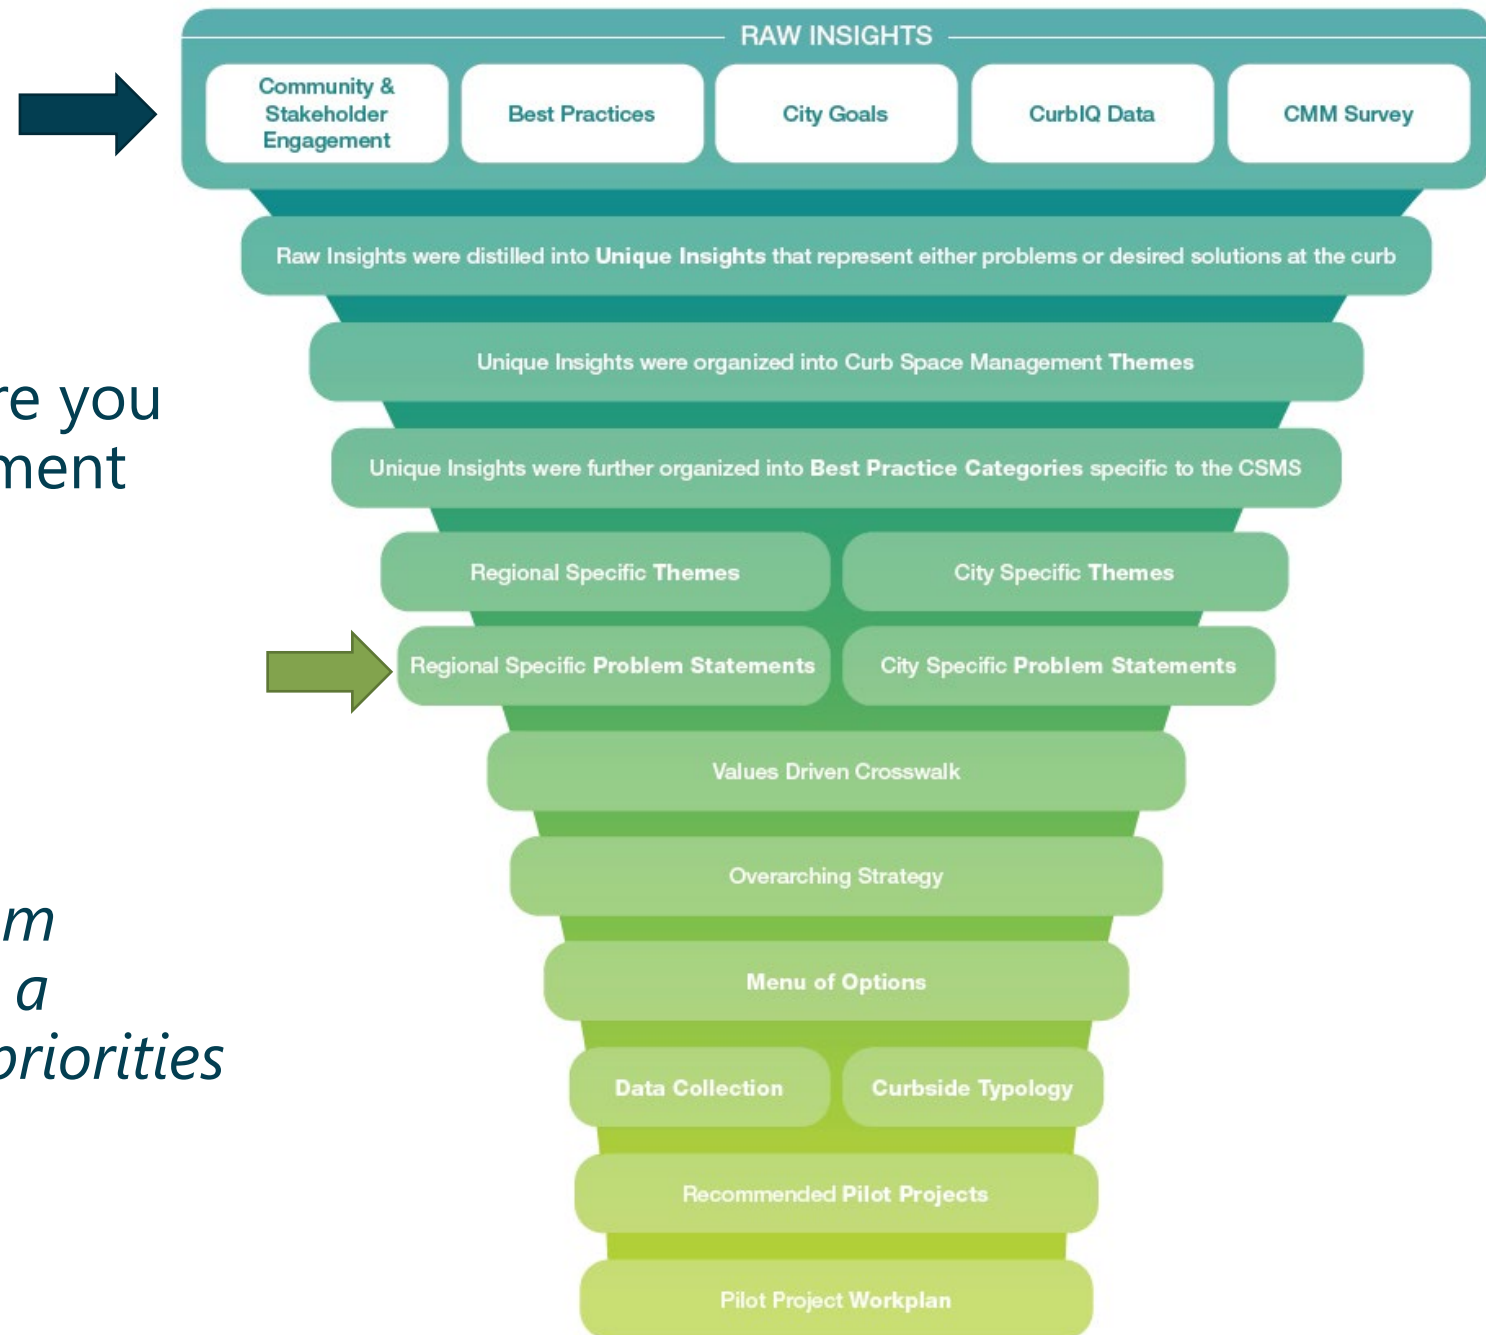 RAW INSIGHTS
Community &
Stakeholder
Engagement
Best Practices
City Goals
CurbIQ Data
CMM Survey
Raw Insights were distilled into Unique Insights that represent either problems or desired solutions at the curb
Unique Insights were organized into Curb Space Management Themes
re you
ment
Unique Insights were further organized into Best Practice Categories specific to the CSMS
Regional Specific Themes
City Specific Themes
Regional Specific Problem Statements
City Specific Problem Statements
Values Driven Crosswalk
Overarching Strategy
m
a
priorities
Menu of Options
Data Collection
Curbside Typology
Recommended Pilot Projects
Pilot Project Workplan